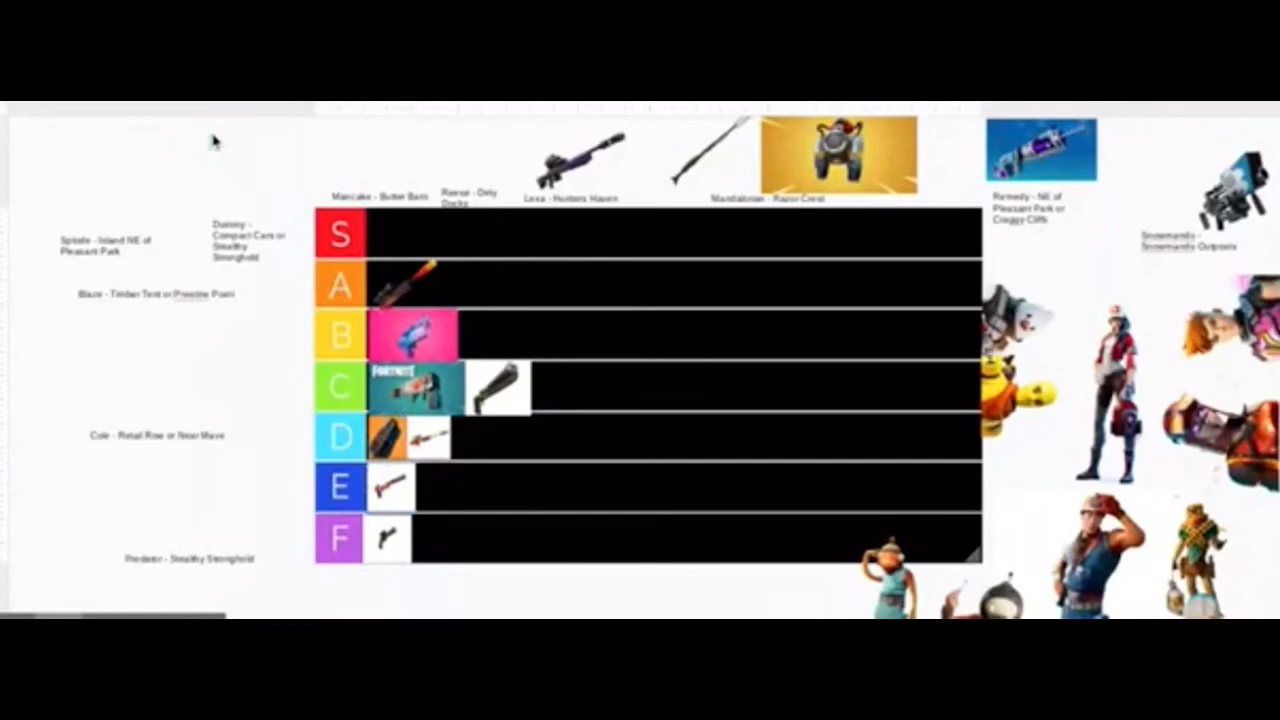 Mancake - Butter Barn
Reese - Dirty
Docks
Lexa - Hunters Haven
Mandalorian - Razor Crest
Remedy - NE of
Pleasant Park or
Craggy Cliffs
Snowmando -
Snowmando Outposts
Splode - Island NE of
Pleasant Park
Dummy -
Compact Cars or
Stealthy
Stronghold
Blaze - Timber Tent or Preston Point
Cole - Retail Row or Near Mave
Predator - Stealthy Stronghold
S
A
B
C
FORTNITE
D
E
F